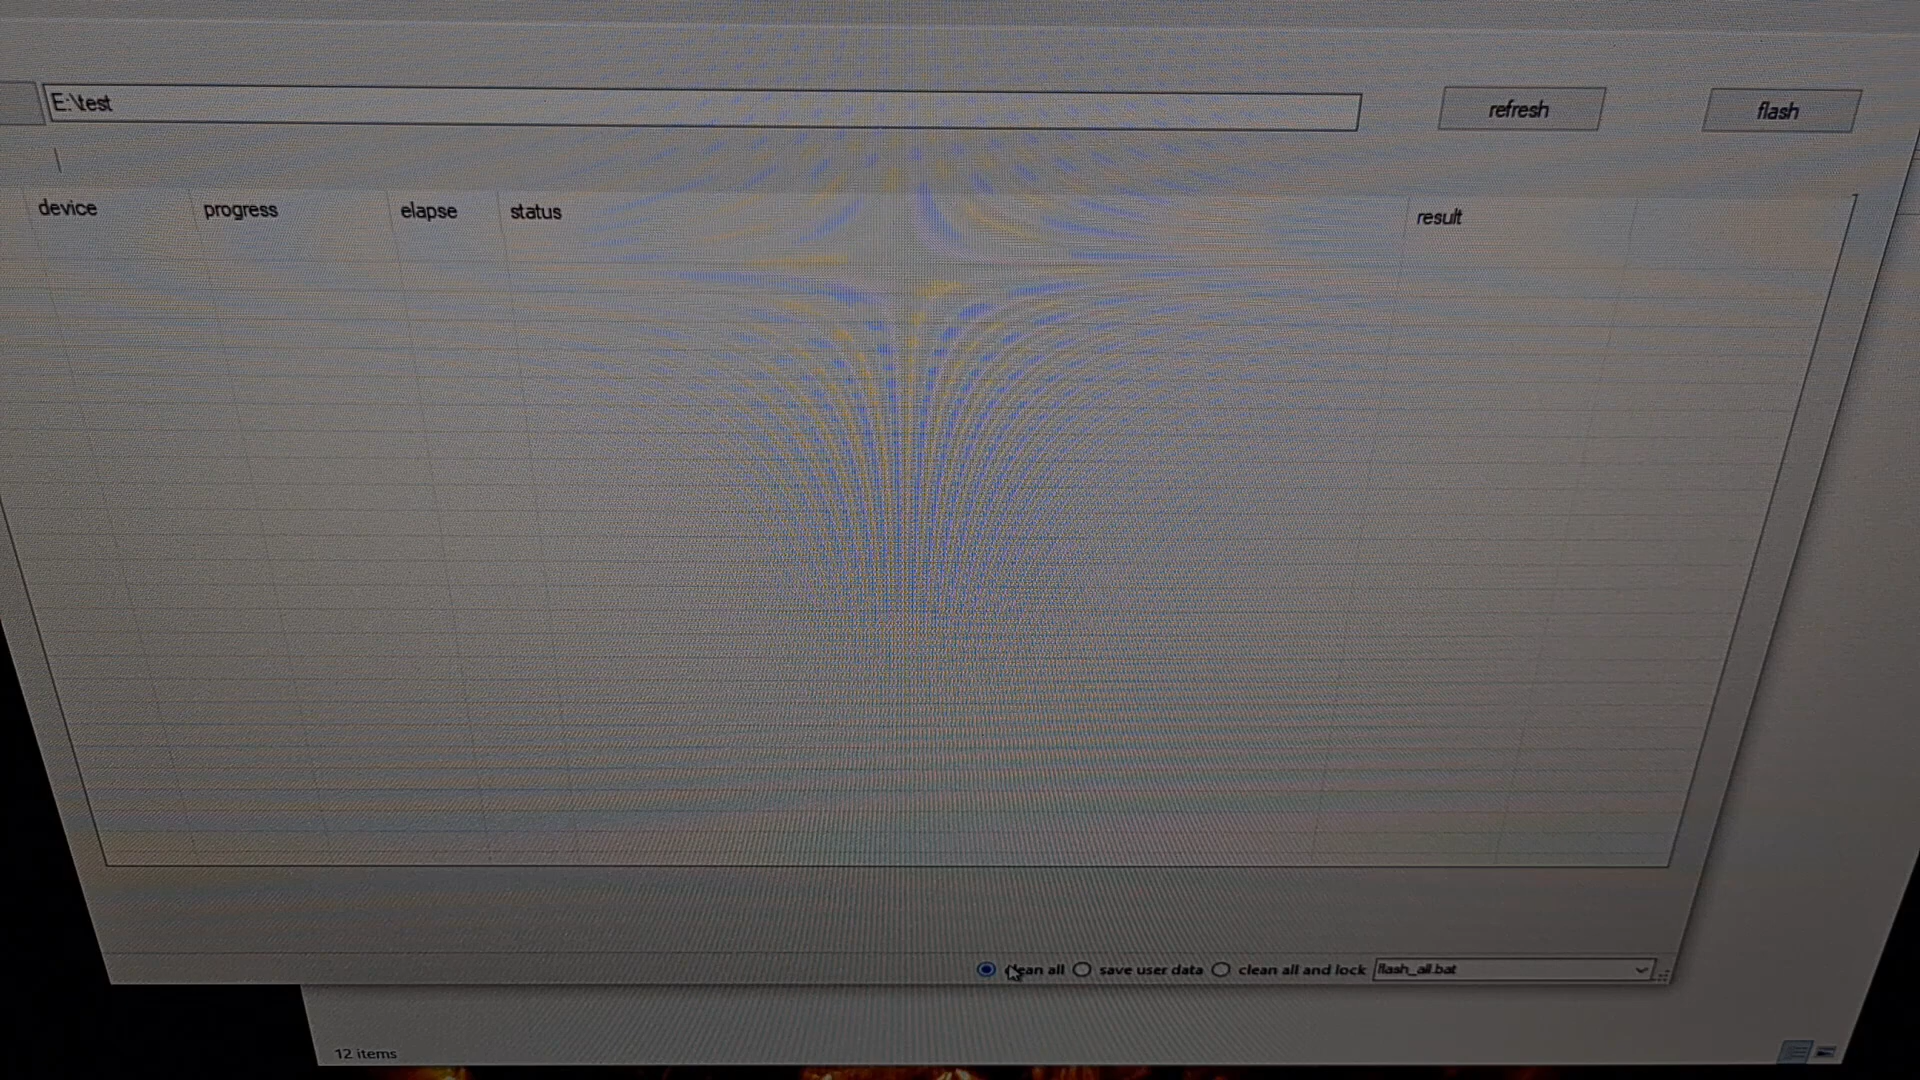 E:\test
refresh
flash
device progress elapse status result
clean all save user data clean all and lock flash_all.bat
12 items